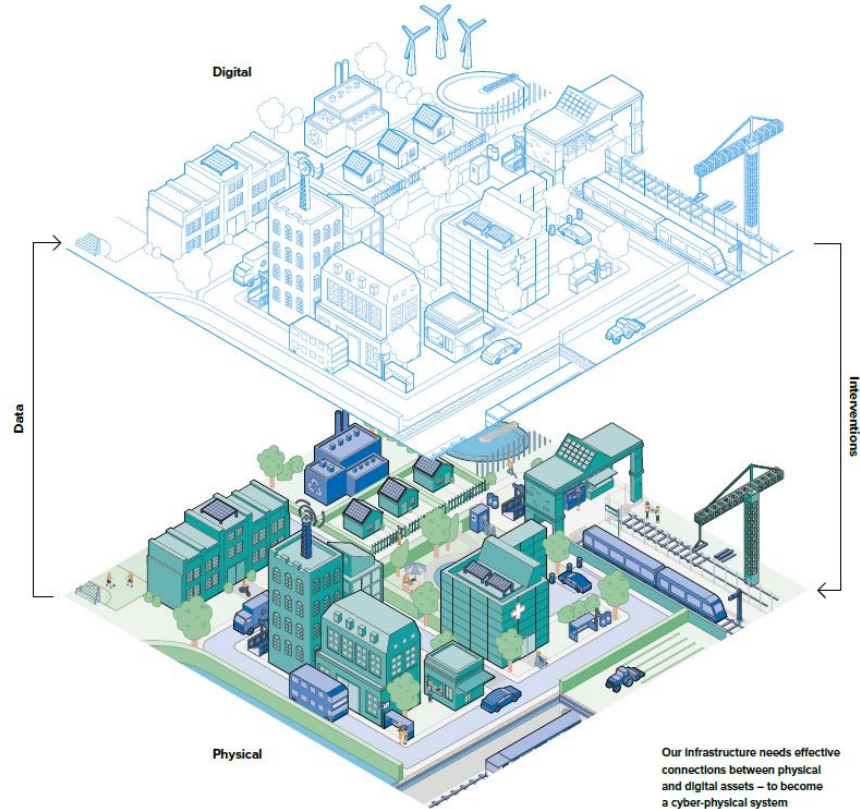 Digital
Data
Interventions
Physical
Our infrastructure needs effective
connections between physical
and digital assets – to become
a cyber-physical system